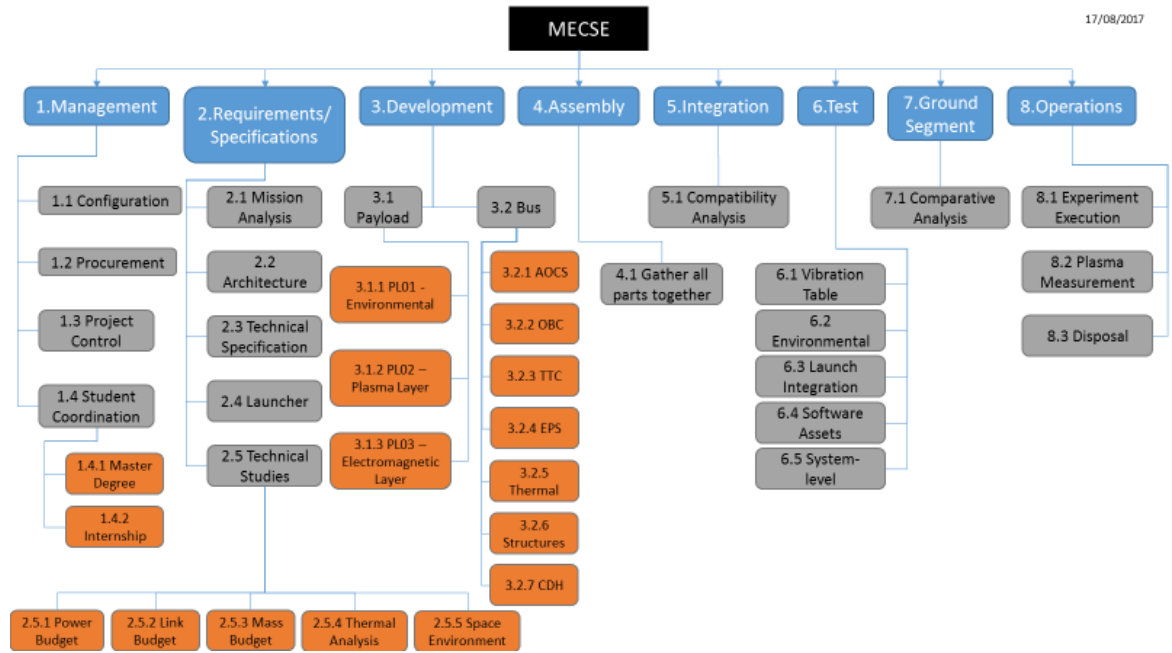 17/08/2017
MECSE
1.Management
2.Requirements/
Specifications
3.Development
4.Assembly
5.Integration
6.Test
7.Ground
Segment
8.Operations
1.1 Configuration
1.2 Procurement
1.3 Project
Control
1.4 Student
Coordination
1.4.1 Master
Degree
1.4.2
Internship
2.1 Mission
Analysis
2.2
Architecture
2.3 Technical
Specification
2.4 Launcher
2.5 Technical
Studies
2.5.1 Power
Budget
2.5.2 Link
Budget
2.5.3 Mass
Budget
2.5.4 Thermal
Analysis
2.5.5 Space
Environment
3.1
Payload
3.1.1 PL01 -
Environmental
3.1.2 PL02 –
Plasma Layer
3.1.3 PL03 –
Electromagnetic
Layer
3.2 Bus
3.2.1 AOCS
3.2.2 OBC
3.2.3 TTC
3.2.4 EPS
3.2.5
Thermal
3.2.6
Structures
3.2.7 CDH
4.1 Gather all
parts together
5.1 Compatibility
Analysis
6.1 Vibration
Table
6.2
Environmental
6.3 Launch
Integration
6.4 Software
Assets
6.5 System-
level
7.1 Comparative
Analysis
8.1 Experiment
Execution
8.2 Plasma
Measurement
8.3 Disposal